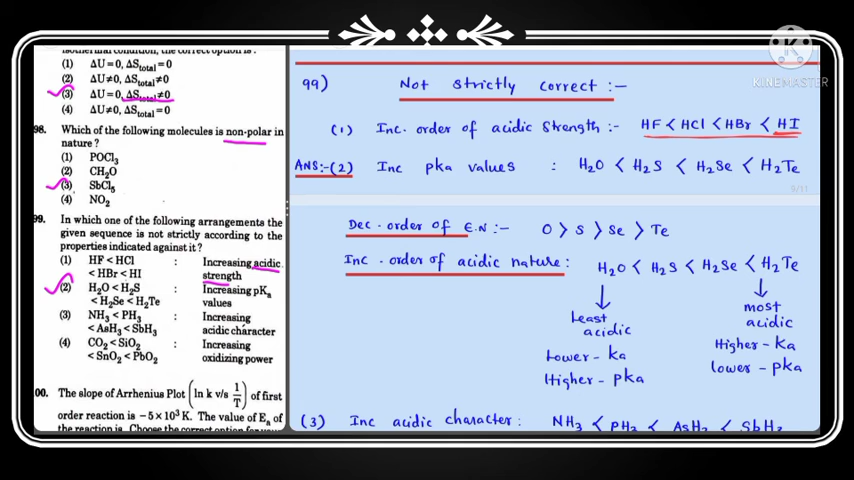 isothermal condition, the correct option is :
(1) ΔU = 0, ΔStotal = 0
(2) ΔU ≠ 0, ΔStotal ≠ 0
(3) ΔU = 0, ΔStotal ≠ 0
(4) ΔU ≠ 0, ΔStotal = 0
98. Which of the following molecules is non-polar in
nature ?
(1) POCl3
(2) CH2O
(3) SbCl5
(4) NO2
99. In which one of the following arrangements the
given sequence is not strictly according to the
properties indicated against it ?
(1) HF < HCl : Increasing acidic
< HBr < HI strength
(2) H2O < H2S : Increasing pKa
< H2Se < H2Te values
(3) NH3 < PH3 : Increasing
< AsH3 < SbH3 acidic character
(4) CO2 < SiO2 : Increasing
< SnO2 < PbO2 oxidizing power
00. The slope of Arrhenius Plot (ln k v/s 1/T) of first
order reaction is −5 × 10³ K. The value of Ea of
the reaction is. Choose the correct option for your
99) Not strictly correct :-
(1) Inc. order of acidic strength :- HF < HCl < HBr < HI
ANS:-(2) Inc pka values : H2O < H2S < H2Se < H2Te
9/11
Dec. order of E.N :- O > S > Se > Te
Inc. order of acidic nature : H2O < H2S < H2Se < H2Te
Least
acidic
Lower - ka
Higher - pka
most
acidic
Higher - ka
lower - pka
(3) Inc acidic character : NH3 < PH3 < AsH3 < SbH3
Made with
KINEMASTER